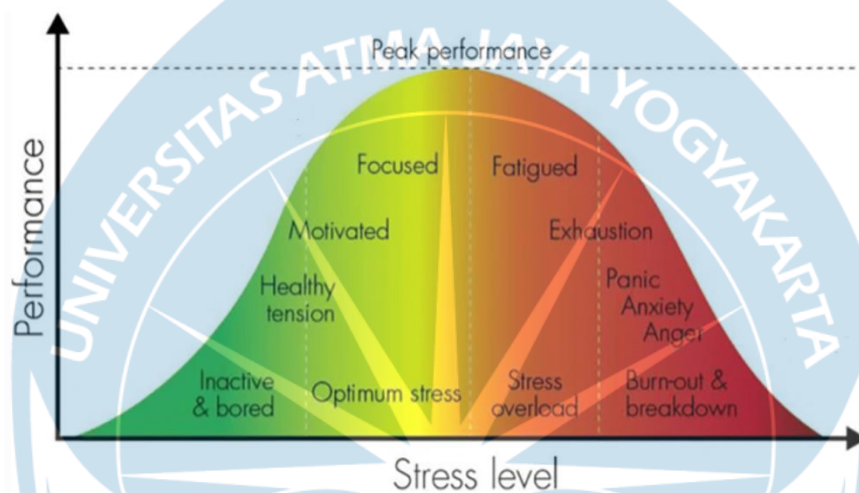 UNIVERSITAS ATMA JAYA YOGYAKARTA
Peak performance
Performance
Focused
Fatigued
Motivated
Exhaustion
Healthy
tension
Panic
Anxiety
Anger
Inactive
& bored
Optimum stress
Stress
overload
Burn-out &
breakdown
Stress level